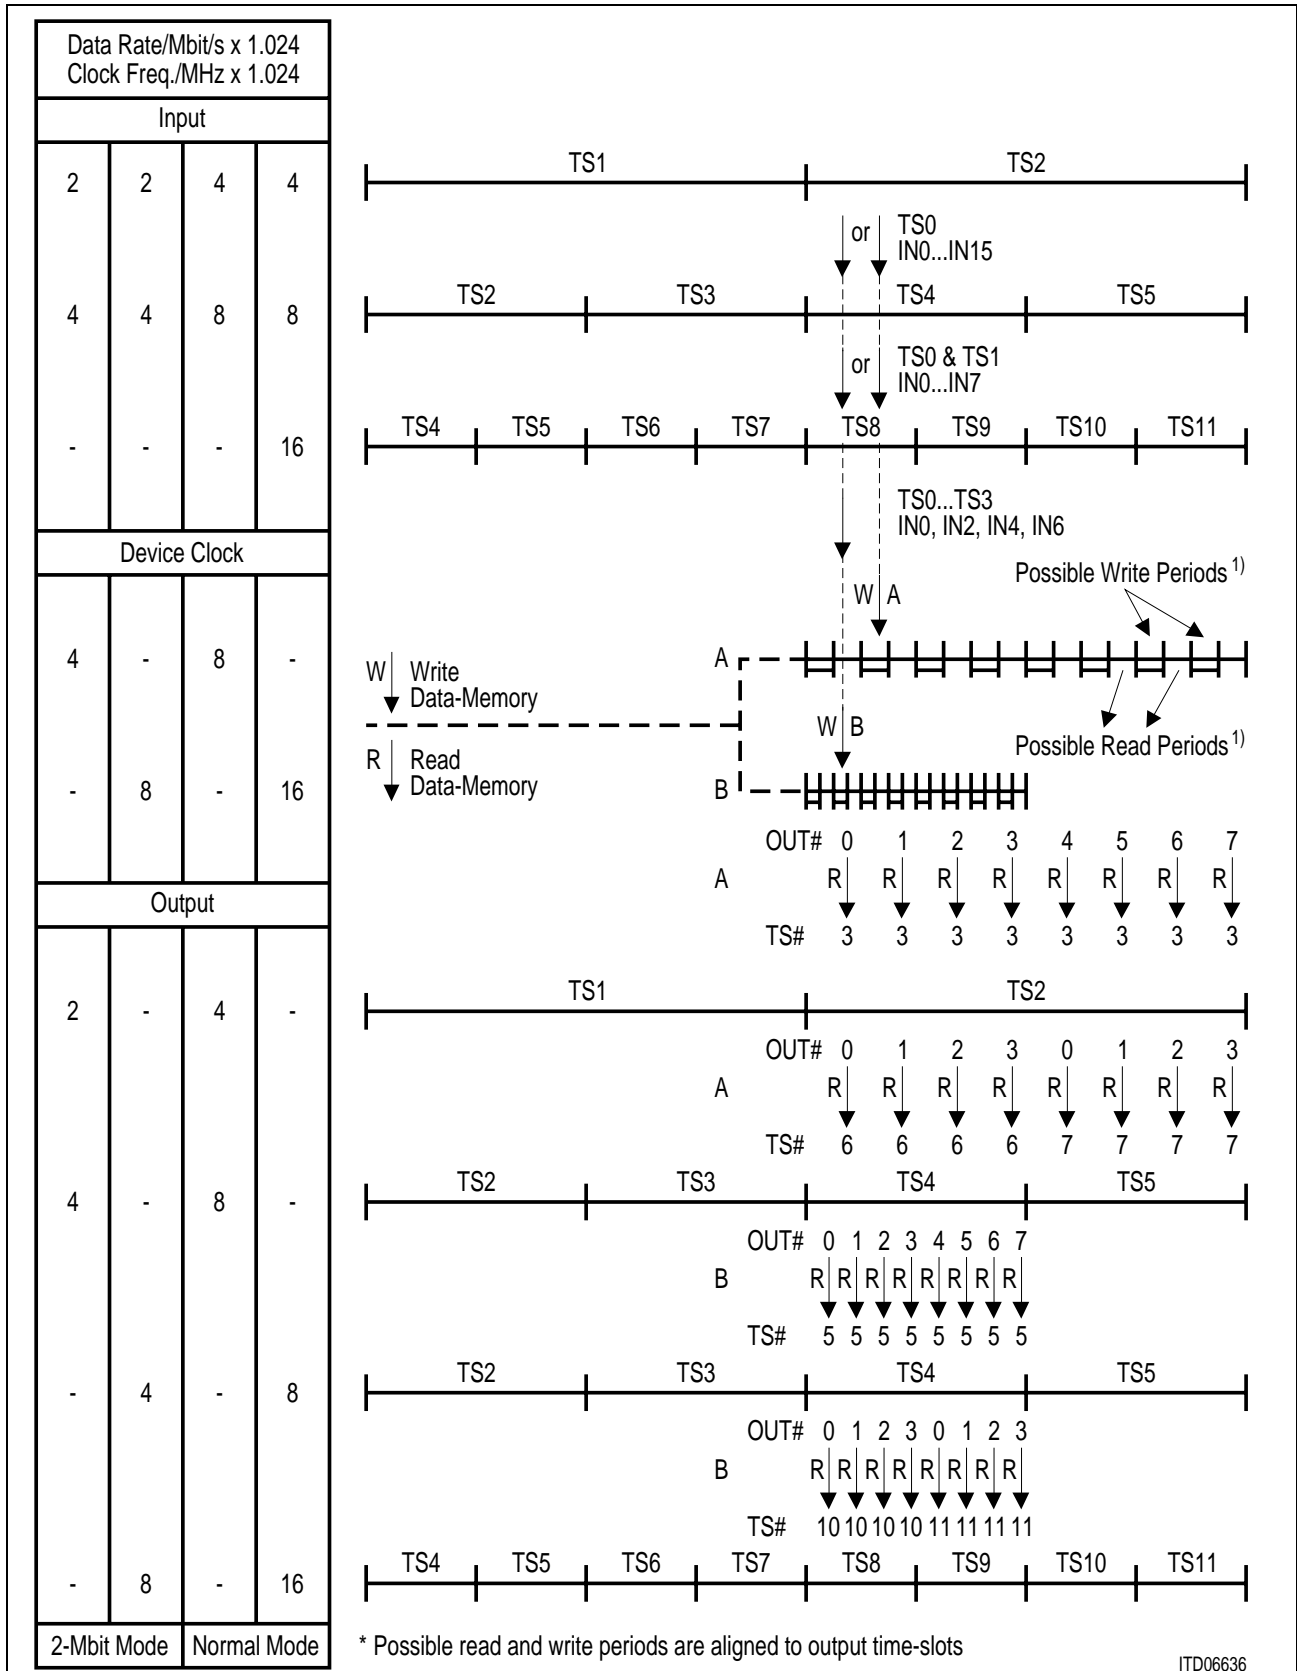 Data Rate/Mbit/s x 1.024
Clock Freq./MHz x 1.024
Input
TS1 TS2
2 2 4 4
or TS0
IN0...IN15
TS2 TS3 TS4 TS5
4 4 8 8
or TS0 & TS1
IN0...IN7
TS4 TS5 TS6 TS7 TS8 TS9 TS10 TS11
- - - 16
TS0...TS3
IN0, IN2, IN4, IN6
Device Clock
Possible Write Periods 1)
W A
4 - 8 - A
W Write
Data-Memory
W B
Possible Read Periods 1)
R Read
Data-Memory
- 8 - 16 B
OUT# 0 1 2 3 4 5 6 7
A R R R R R R R R
Output
TS# 3 3 3 3 3 3 3 3
TS1 TS2
2 - 4 -
OUT# 0 1 2 3 0 1 2 3
A R R R R R R R R
TS# 6 6 6 6 7 7 7 7
TS2 TS3 TS4 TS5
4 - 8 -
OUT# 0 1 2 3 4 5 6 7
B R R R R R R R R
TS# 5 5 5 5 5 5 5 5
TS2 TS3 TS4 TS5
- 4 - 8
OUT# 0 1 2 3 0 1 2 3
B R R R R R R R R
TS# 10 10 10 10 11 11 11 11
TS4 TS5 TS6 TS7 TS8 TS9 TS10 TS11
- 8 - 16
2-Mbit Mode Normal Mode
* Possible read and write periods are aligned to output time-slots
ITD06636